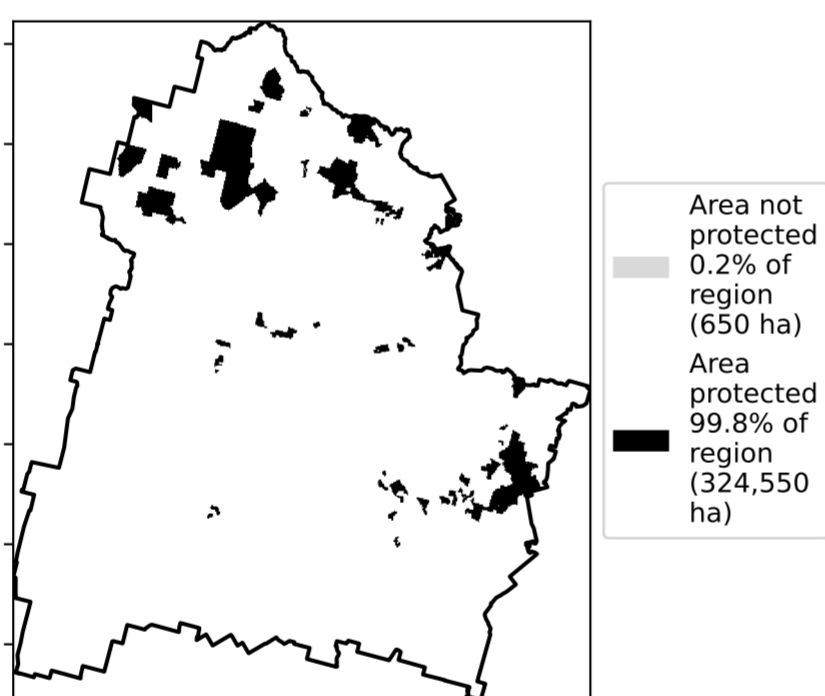 Area not
protected
0.2% of
region
(650 ha)
Area
protected
99.8% of
region
(324,550
ha)